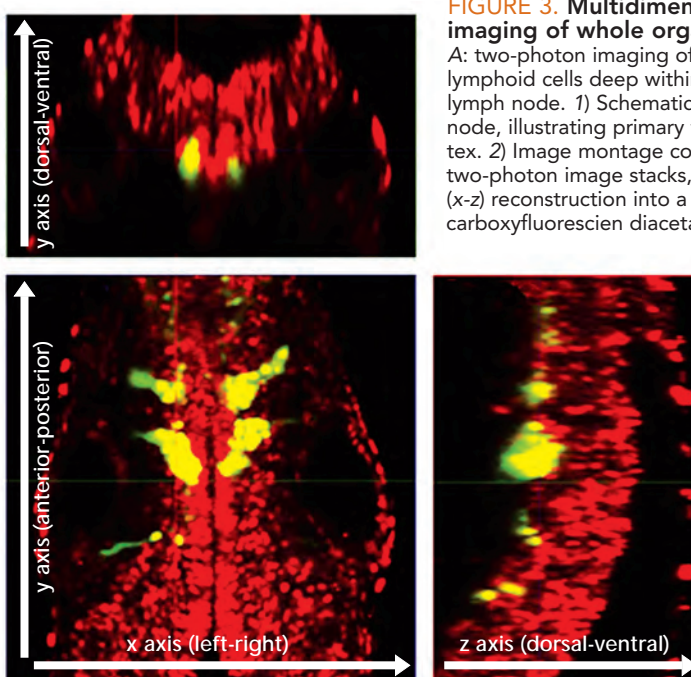 FIGURE 3. Multidimen
imaging of whole org
A: two-photon imaging of
lymphoid cells deep withi
lymph node. 1) Schematic
node, illustrating primary
tex. 2) Image montage co
two-photon image stacks,
(x-z) reconstruction into a
carboxyfluorescien diaceta
y axis (dorsal-ventral)
y axis (anterior-posterior)
x axis (left-right)
z axis (dorsal-ventral)